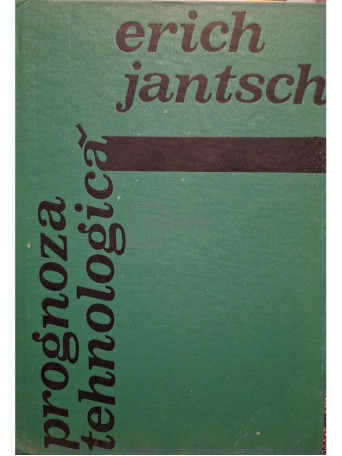 erich
jantsch
prognoza
tehnologică